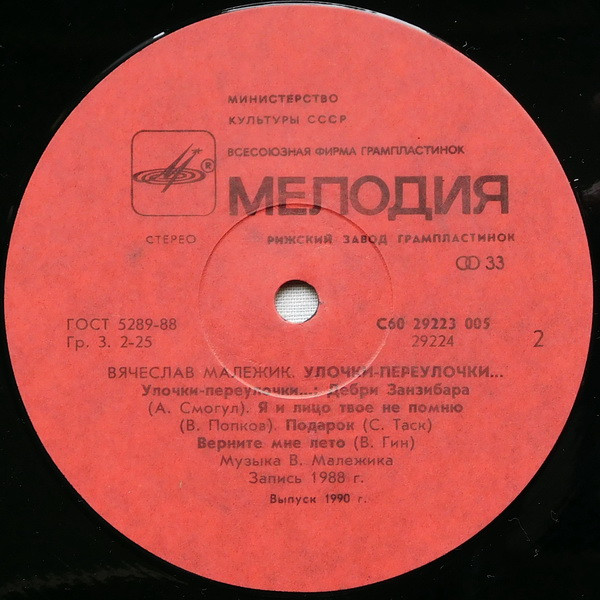 МИНИСТЕРСТВО
КУЛЬТУРЫ СССР
ВСЕСОЮЗНАЯ ФИРМА ГРАМПЛАСТИНОК
®
МЕЛОДИЯ
СТЕРЕО
РИЖСКИЙ ЗАВОД ГРАМПЛАСТИНОК
33
ГОСТ 5289-88
С60 29223 005
Гр. 3. 2-25
29224
2
ВЯЧЕСЛАВ МАЛЕЖИК. УЛОЧКИ-ПЕРЕУЛОЧКИ...
Улочки-переулочки...: Дебри Занзибара
(А. Смогул). Я и лицо твое не помню
(В. Попков). Подарок (С. Таск)
Верните мне лето (В. Гин)
Музыка В. Малежика
Запись 1988 г.
Выпуск 1990 г.